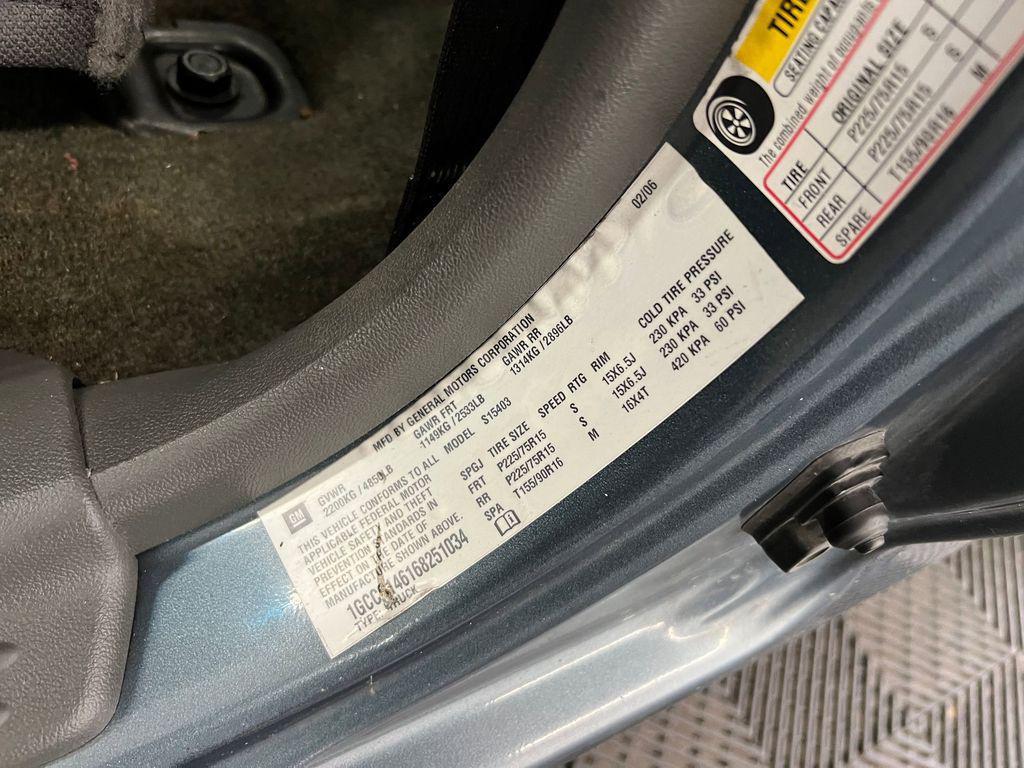 TIRE
SEATING CAPA
The combined weight of occupants
TIRE ORIGINAL SIZE
FRONT P225/75R15 S
REAR P225/75R15 S
SPARE T155/90R16 M
02/06
MFD BY GENERAL MOTORS CORPORATION
GM GVWR GAWR FRT GAWR RR
2200KG / 4850LB 1149KG / 2533LB 1314KG / 2896LB
THIS VEHICLE CONFORMS TO ALL MODEL S15403
APPLICABLE FEDERAL MOTOR
VEHICLE SAFETY AND THEFT
PREVENTION STANDARDS IN
EFFECT ON THE DATE OF
MANUFACTURE SHOWN ABOVE.
TYPE: TRUCK
SPGJ TIRE SIZE SPEED RTG RIM COLD TIRE PRESSURE
FRT P225/75R15 S 15X6.5J 230 KPA 33 PSI
RR P225/75R15 S 15X6.5J 230 KPA 33 PSI
SPA T155/90R16 M 16X4T 420 KPA 60 PSI